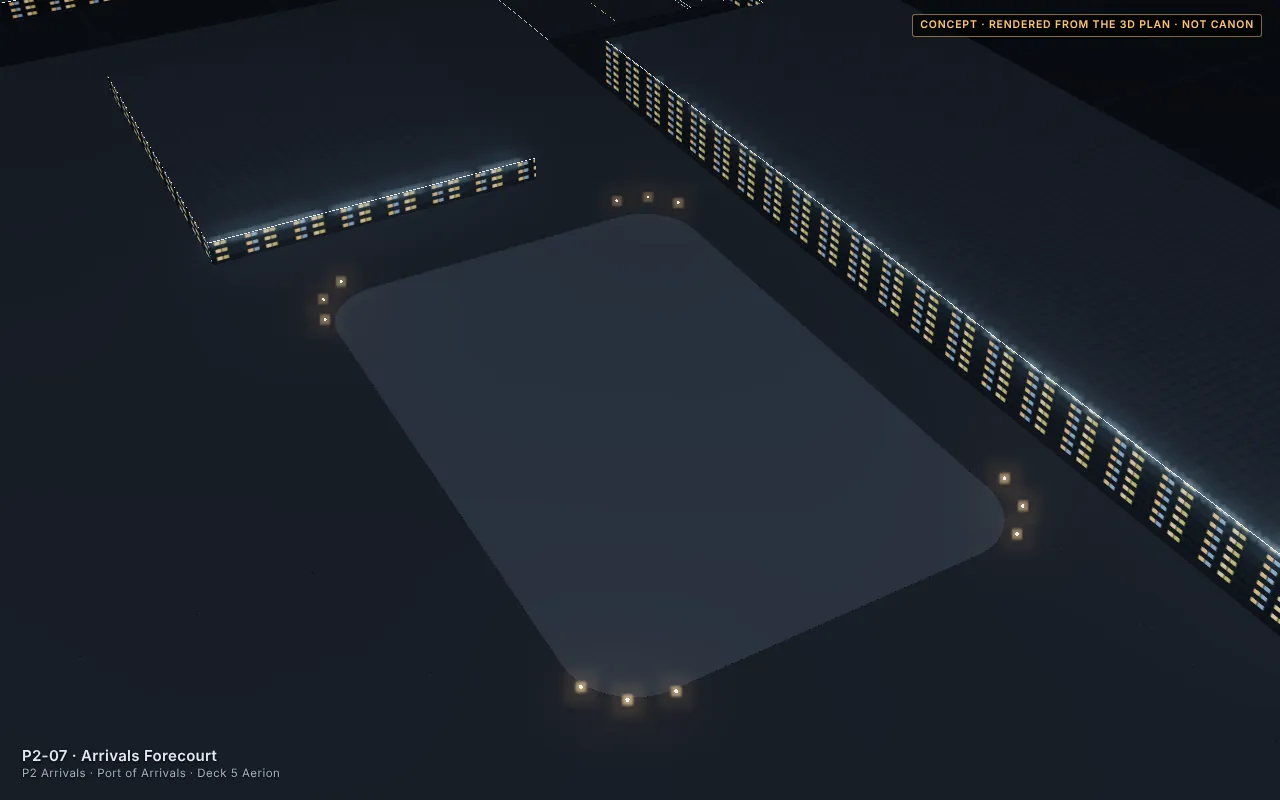 CONCEPT · RENDERED FROM THE 3D PLAN · NOT CANON
P2-07 · Arrivals Forecourt
P2 Arrivals · Port of Arrivals · Deck 5 Aerion